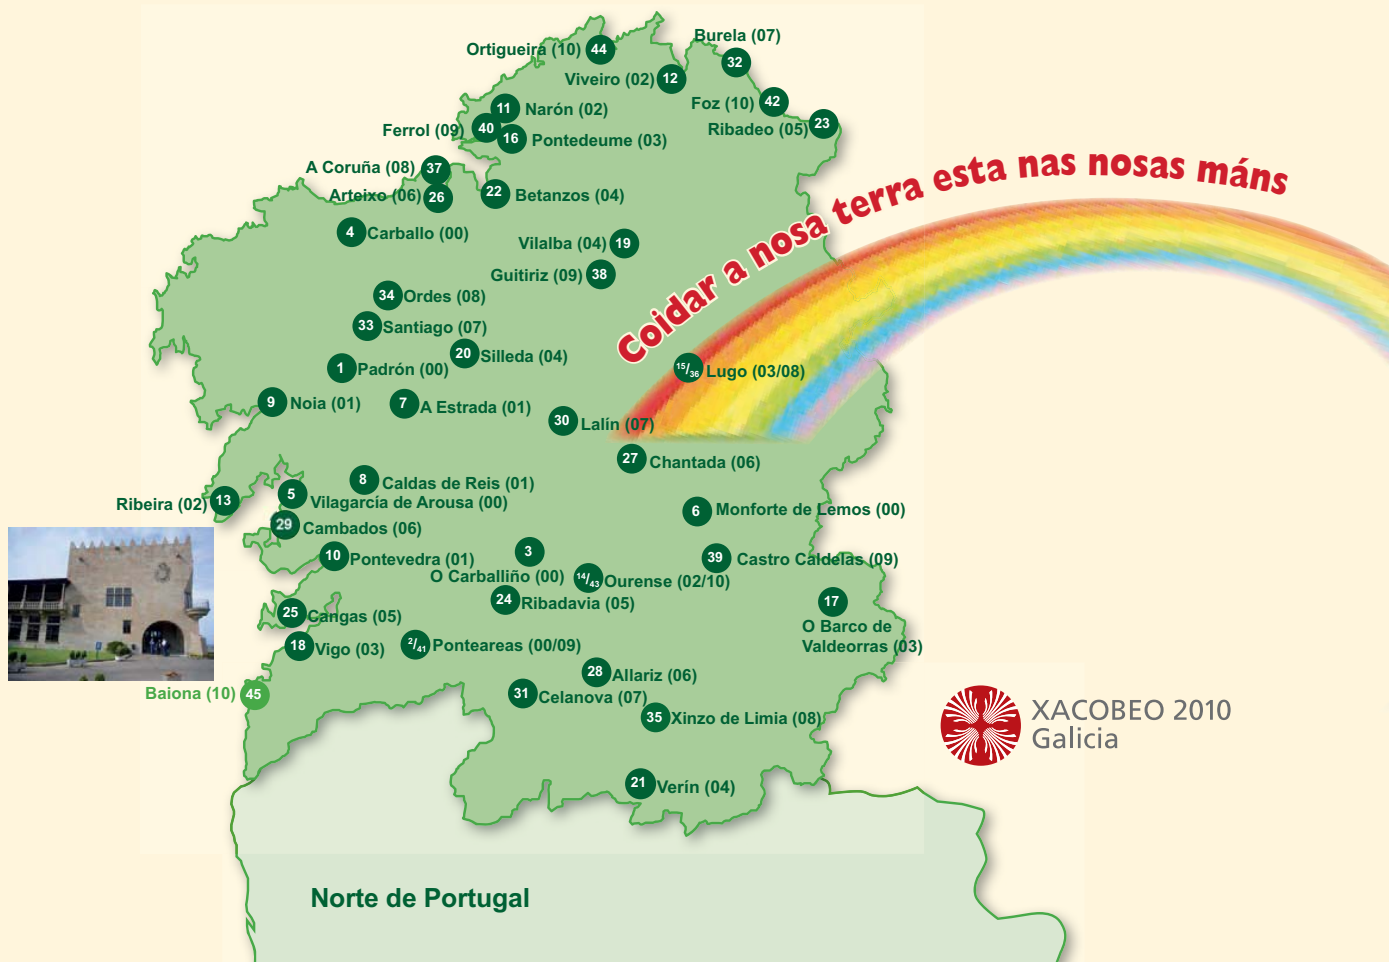 Burela (07)
32
Ortigueira (10) 44
Viveiro (02) 12
Foz (10) 42
Ribadeo (05) 23
11 Narón (02)
Ferrol (09) 40
16 Pontedeume (03)
A Coruña (08) 37
Arteixo (06) 26
22 Betanzos (04)
4 Carballo (00)
Vilalba (04) 19
Guitiriz (09) 38
Coidar a nosa terra esta nas nosas máns
34 Ordes (08)
33 Santiago (07)
20 Silleda (04)
1 Padrón (00)
15/36 Lugo (03/08)
9 Noia (01)
7 A Estrada (01)
30 Lalín (07)
27 Chantada (06)
8 Caldas de Reis (01)
Ribeira (02) 13
5 Vilagarcía de Arousa (00)
6 Monforte de Lemos (00)
29 Cambados (06)
10 Pontevedra (01)
3
O Carballiño (00)
39 Castro Caldelas (09)
14/43 Ourense (02/10)
24 Ribadavia (05)
17
O Barco de
Valdeorras (03)
25 Cangas (05)
18 Vigo (03)
2/41 Ponteareas (00/09)
28 Allariz (06)
Baiona (10) 45
31 Celanova (07)
35 Xinzo de Limia (08)
XACOBEO 2010
Galicia
21 Verín (04)
Norte de Portugal